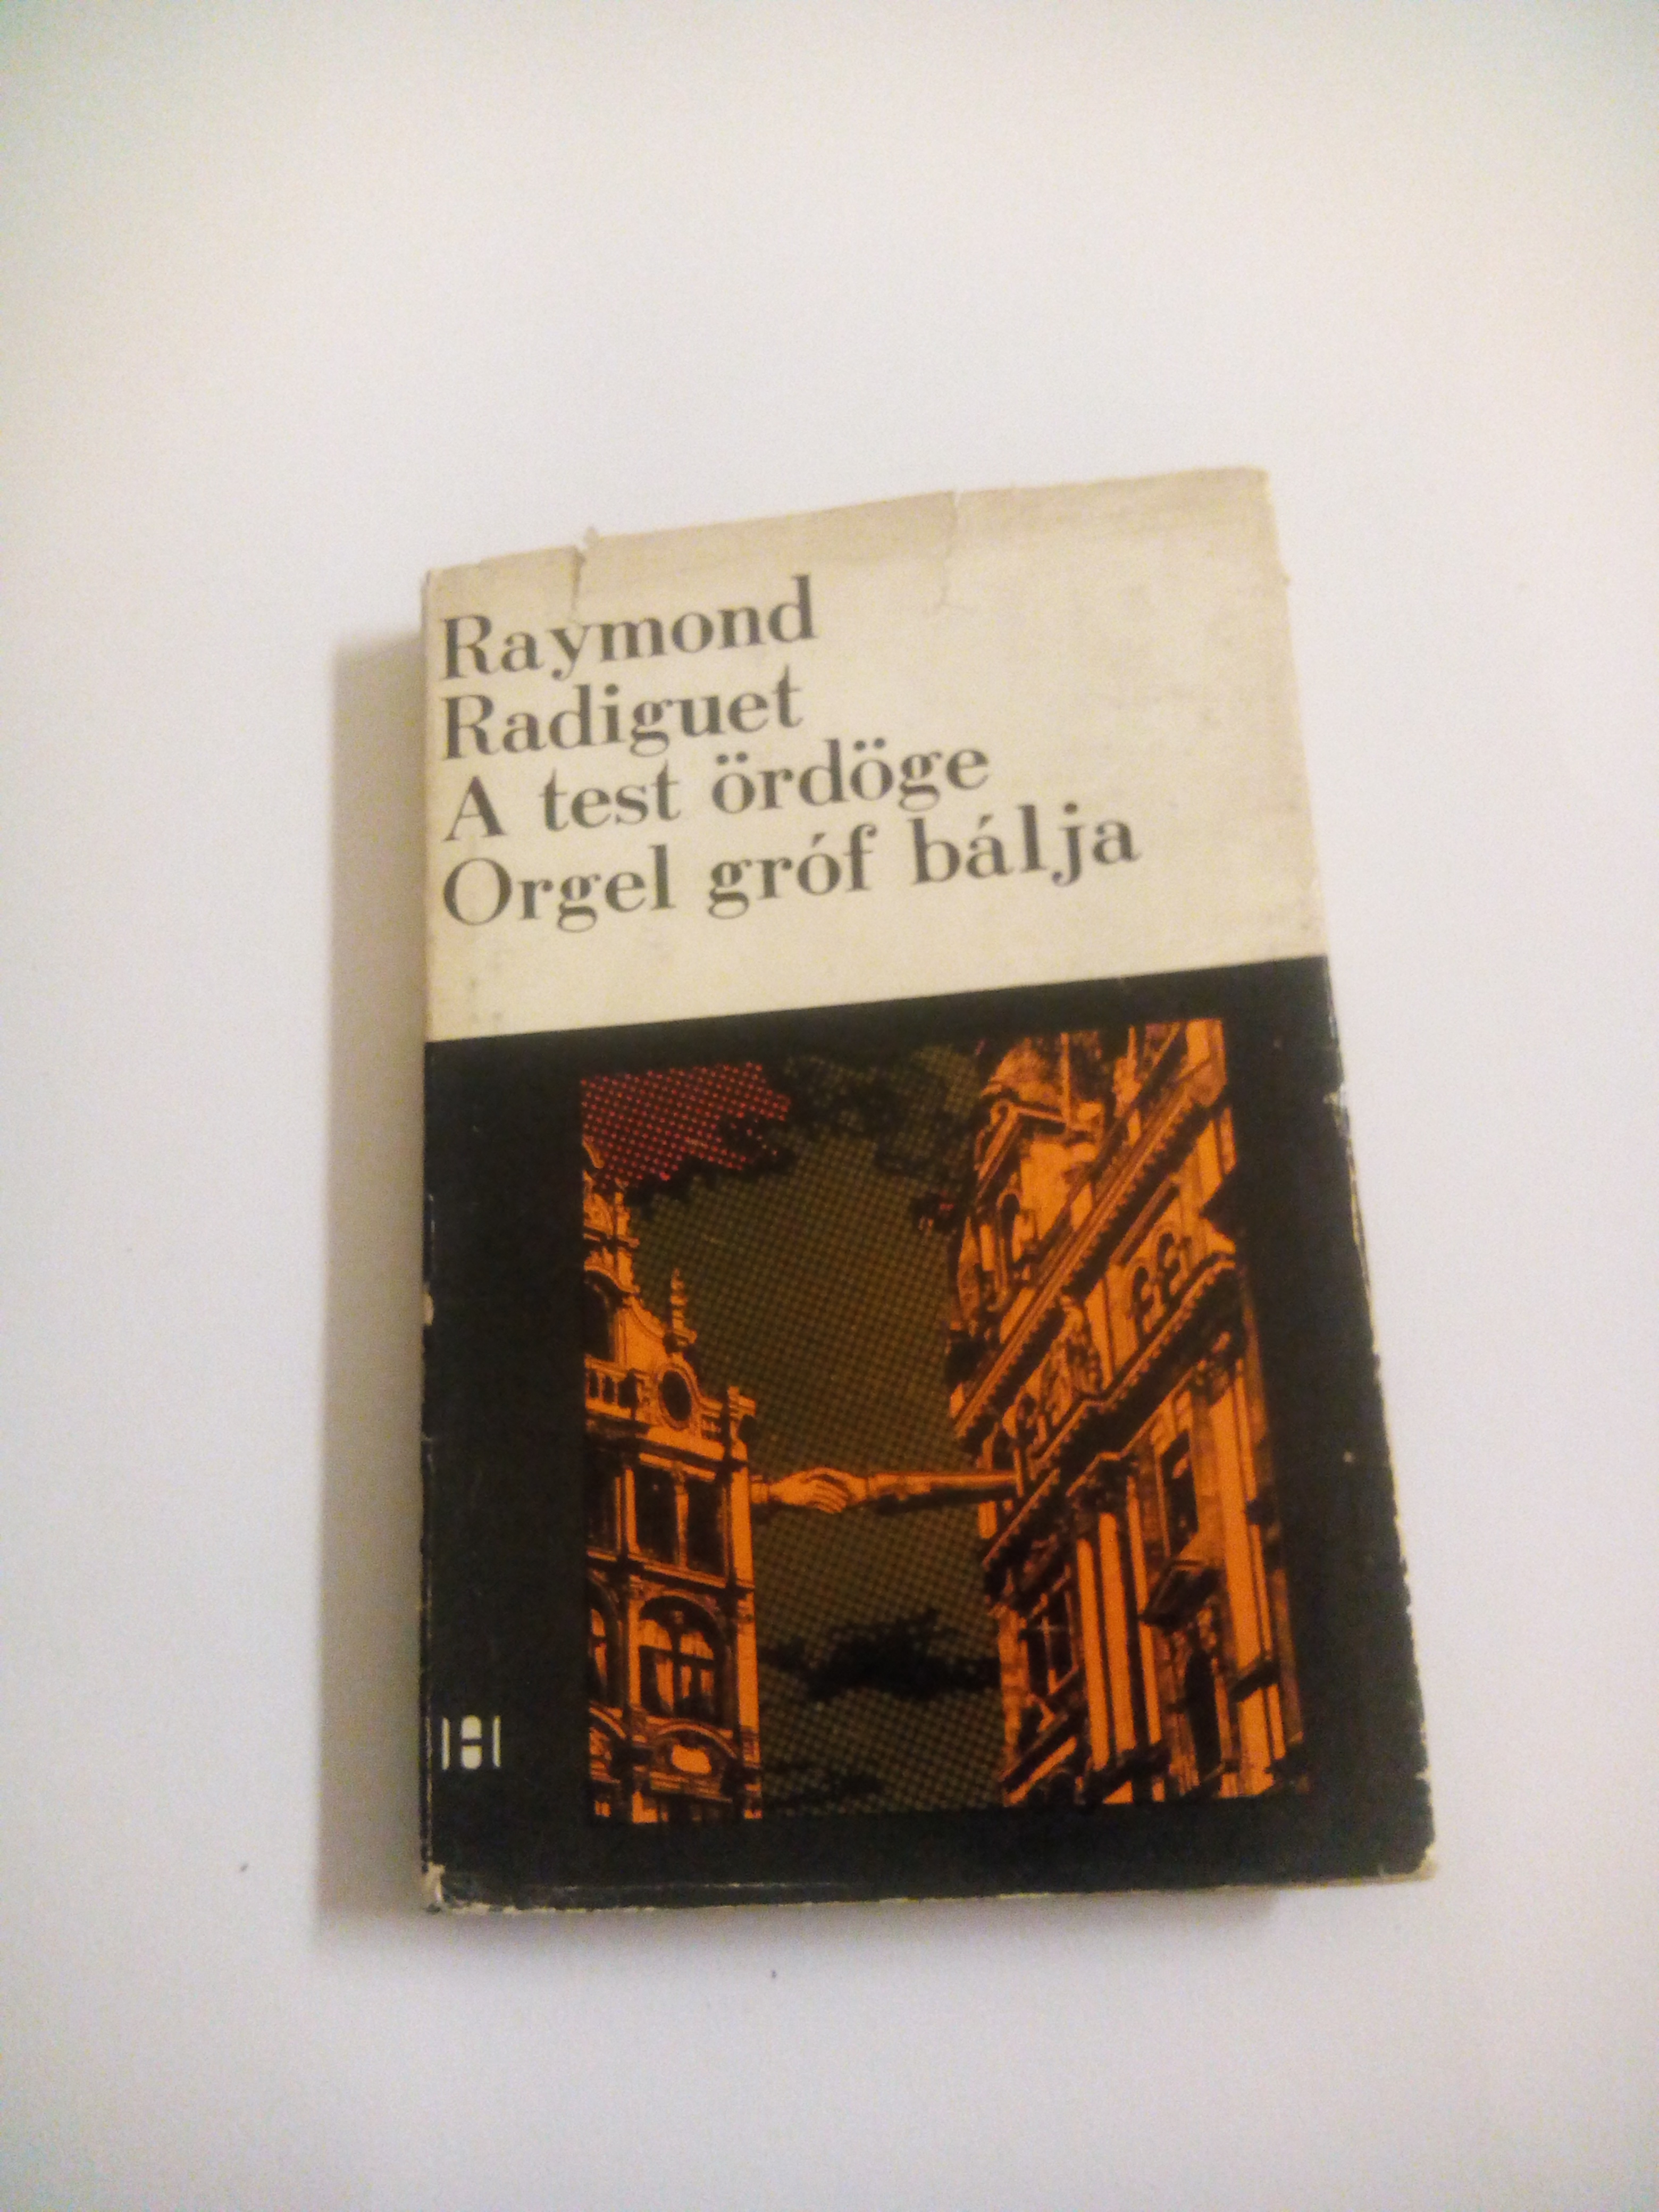 Raymond
Radiguet
A test ördöge
Orgel gróf bálja